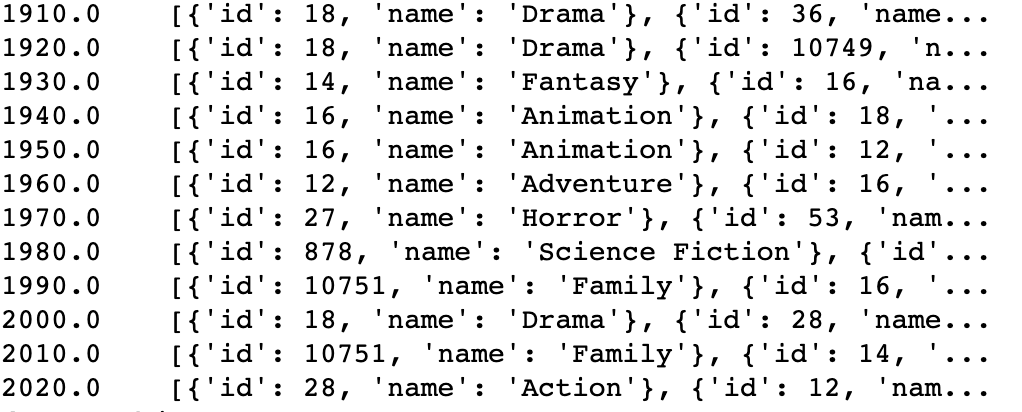 1910.0 [{'id': 18, 'name': 'Drama'}, {'id': 36, 'name...
1920.0 [{'id': 18, 'name': 'Drama'}, {'id': 10749, 'n...
1930.0 [{'id': 14, 'name': 'Fantasy'}, {'id': 16, 'na...
1940.0 [{'id': 16, 'name': 'Animation'}, {'id': 18, '...
1950.0 [{'id': 16, 'name': 'Animation'}, {'id': 12, '...
1960.0 [{'id': 12, 'name': 'Adventure'}, {'id': 16, '...
1970.0 [{'id': 27, 'name': 'Horror'}, {'id': 53, 'nam...
1980.0 [{'id': 878, 'name': 'Science Fiction'}, {'id'...
1990.0 [{'id': 10751, 'name': 'Family'}, {'id': 16, '...
2000.0 [{'id': 18, 'name': 'Drama'}, {'id': 28, 'name...
2010.0 [{'id': 10751, 'name': 'Family'}, {'id': 14, '...
2020.0 [{'id': 28, 'name': 'Action'}, {'id': 12, 'nam...